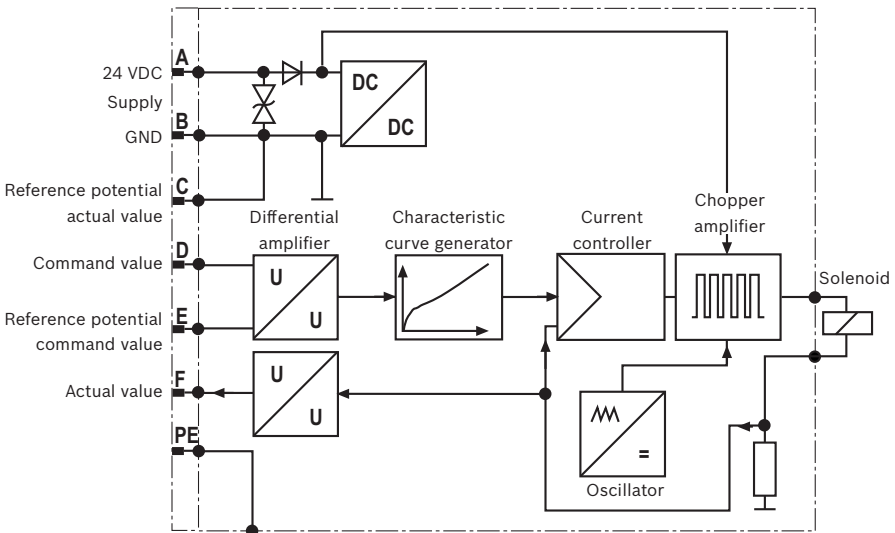 A
24 VDC
Supply
B
GND
DC
DC
C
Reference potential
actual value
Differential
amplifier
Characteristic
curve generator
Current
controller
Chopper
amplifier
D
Command value
U
U
Solenoid
E
Reference potential
command value
F
Actual value
U
U
=
PE
Oscillator